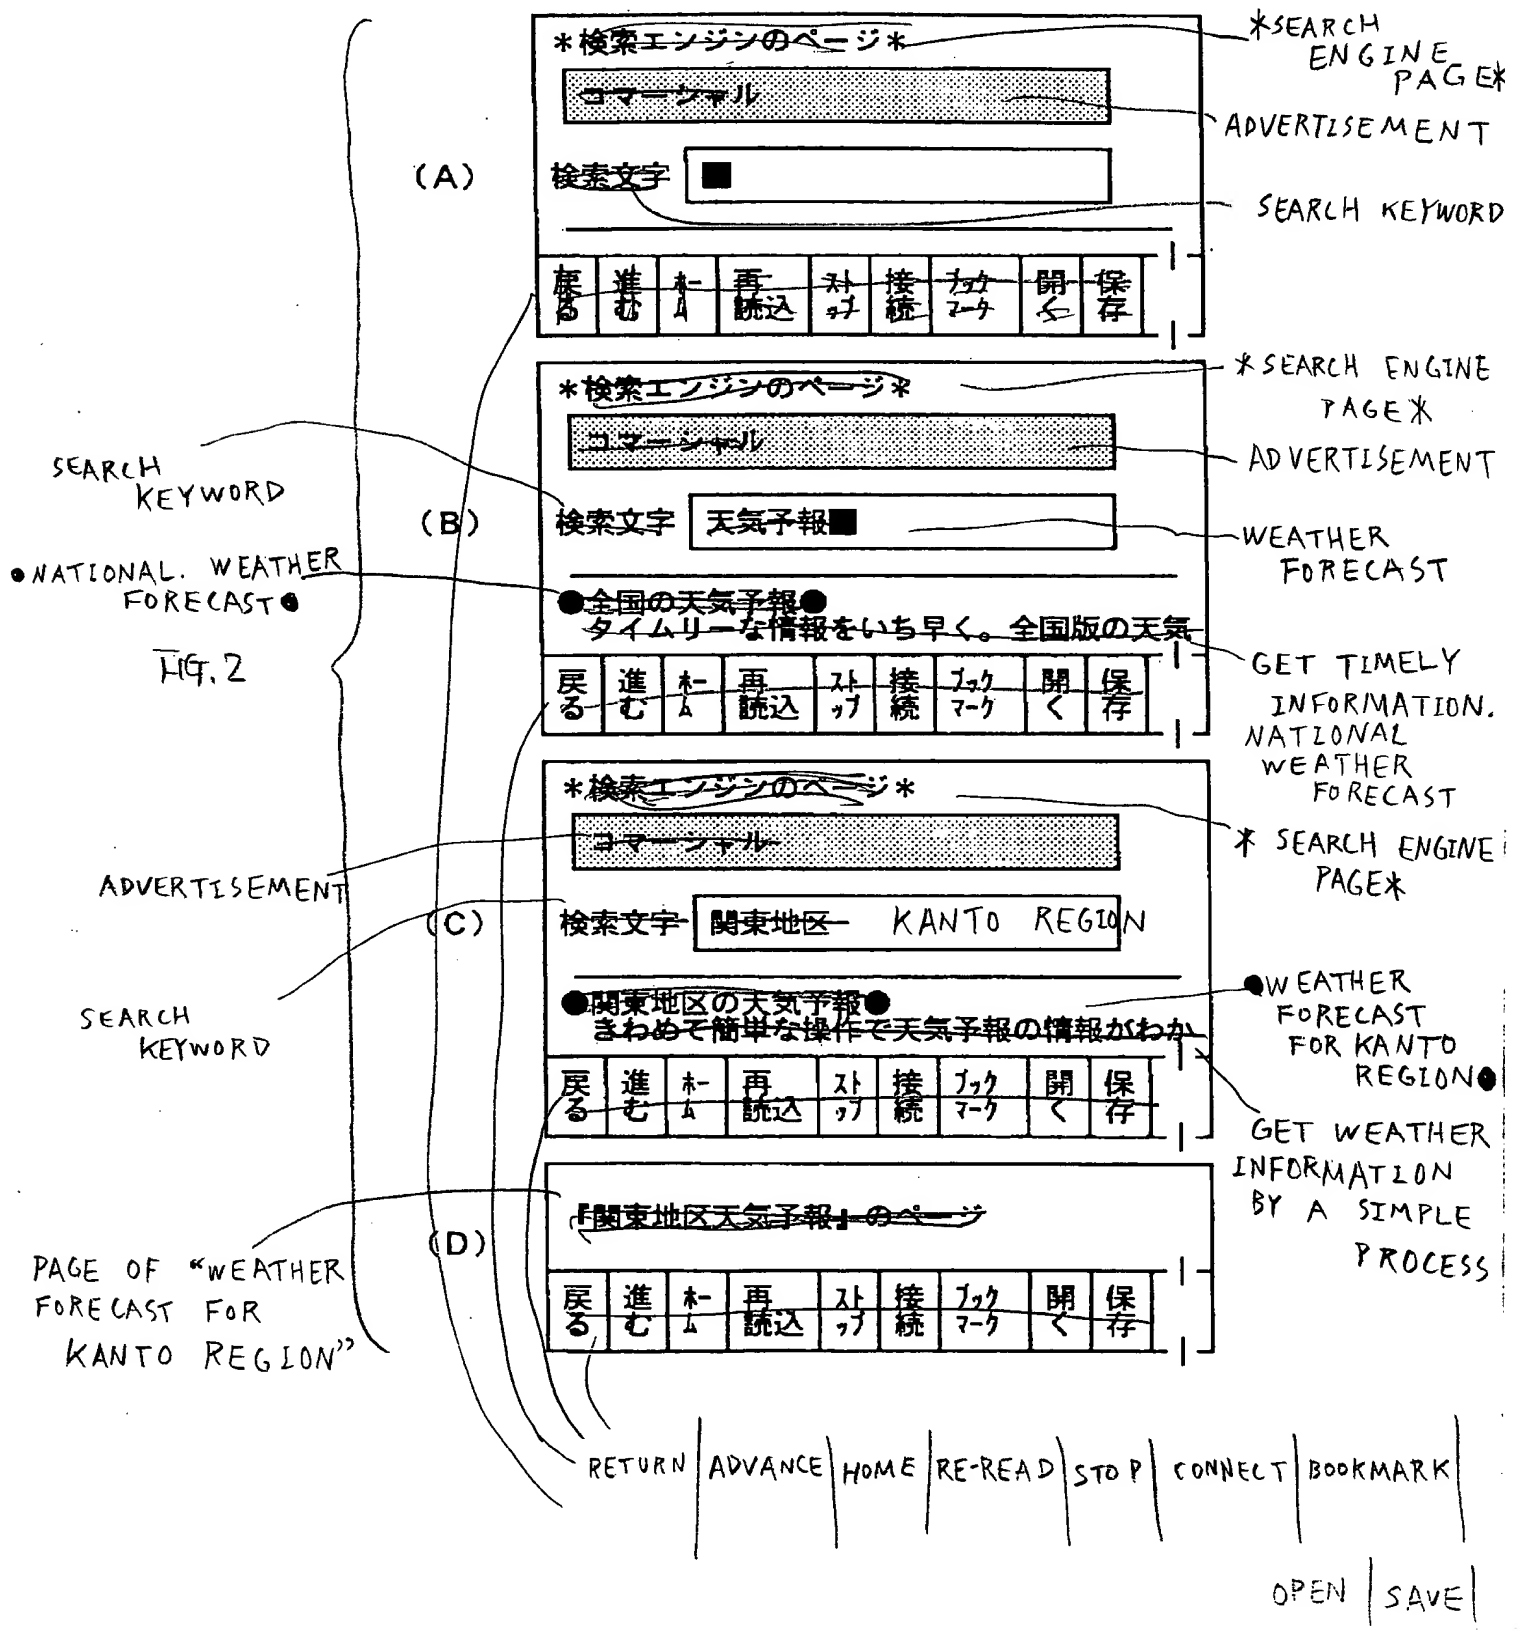 *検索エンジンのページ*
*SEARCH
ENGINE
PAGE*
コマーシャル
ADVERTISEMENT
(A)
検索文字
SEARCH KEYWORD
戻る 進む ホーム 再読込 ストップ 接続 ブックマーク 開く 保存
*検索エンジンのページ*
*SEARCH ENGINE
PAGE*
コマーシャル
ADVERTISEMENT
SEARCH
KEYWORD
(B)
検索文字 天気予報
WEATHER
FORECAST
●NATIONAL. WEATHER
FORECAST●
●全国の天気予報●
タイムリーな情報をいち早く。全国版の天気
FIG. 2
GET TIMELY
INFORMATION.
NATIONAL
WEATHER
FORECAST
戻る 進む ホーム 再読込 ストップ 接続 ブックマーク 開く 保存
*検索エンジンのページ*
* SEARCH ENGINE
PAGE*
コマーシャル
ADVERTISEMENT
(C)
検索文字 関東地区 KANTO REGION
SEARCH
KEYWORD
●関東地区の天気予報●
きわめて簡単な操作で天気予報の情報がわか
●WEATHER
FORECAST
FOR KANTO
REGION●
戻る 進む ホーム 再読込 ストップ 接続 ブックマーク 開く 保存
GET WEATHER
INFORMATION
BY A SIMPLE
PROCESS
(D)
『関東地区天気予報』のページ
PAGE OF “WEATHER
FORECAST FOR
KANTO REGION”
戻る 進む ホーム 再読込 ストップ 接続 ブックマーク 開く 保存
RETURN ADVANCE HOME RE-READ STOP CONNECT BOOKMARK
OPEN SAVE